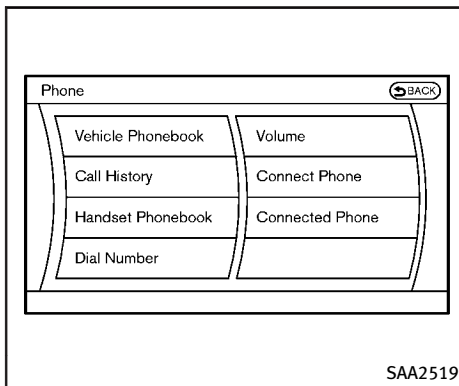 Phone
BACK
Vehicle Phonebook
Volume
Call History
Connect Phone
Handset Phonebook
Connected Phone
Dial Number
SAA2519